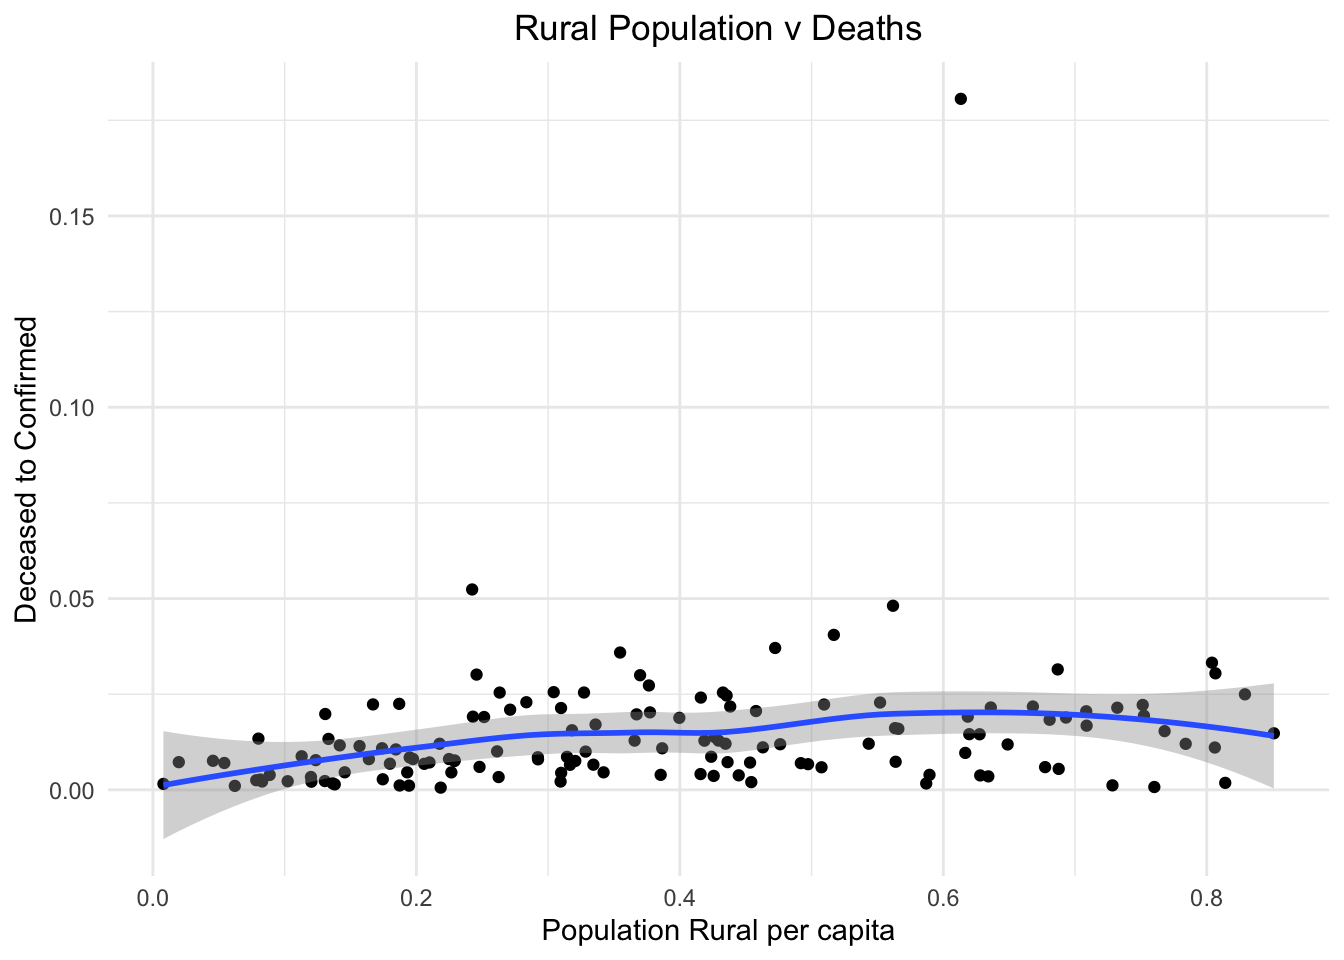 Rural Population v Deaths
Deceased to Confirmed
0.15
0.10
0.05
0.00
0.0 0.2 0.4 0.6 0.8
Population Rural per capita